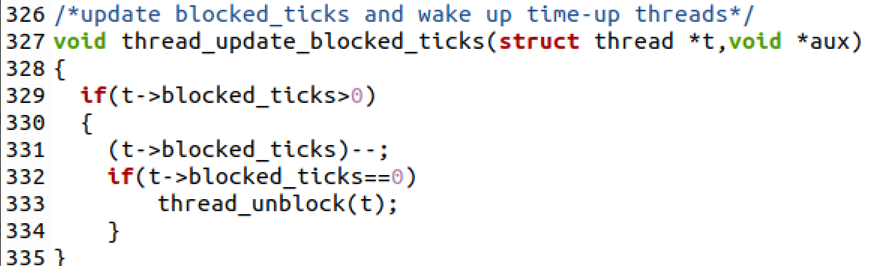 326 /*update blocked_ticks and wake up time-up threads*/
327 void thread_update_blocked_ticks(struct thread *t,void *aux)
328 {
329   if(t->blocked_ticks>0)
330   {
331     (t->blocked_ticks)--;
332     if(t->blocked_ticks==0)
333         thread_unblock(t);
334     }
335 }